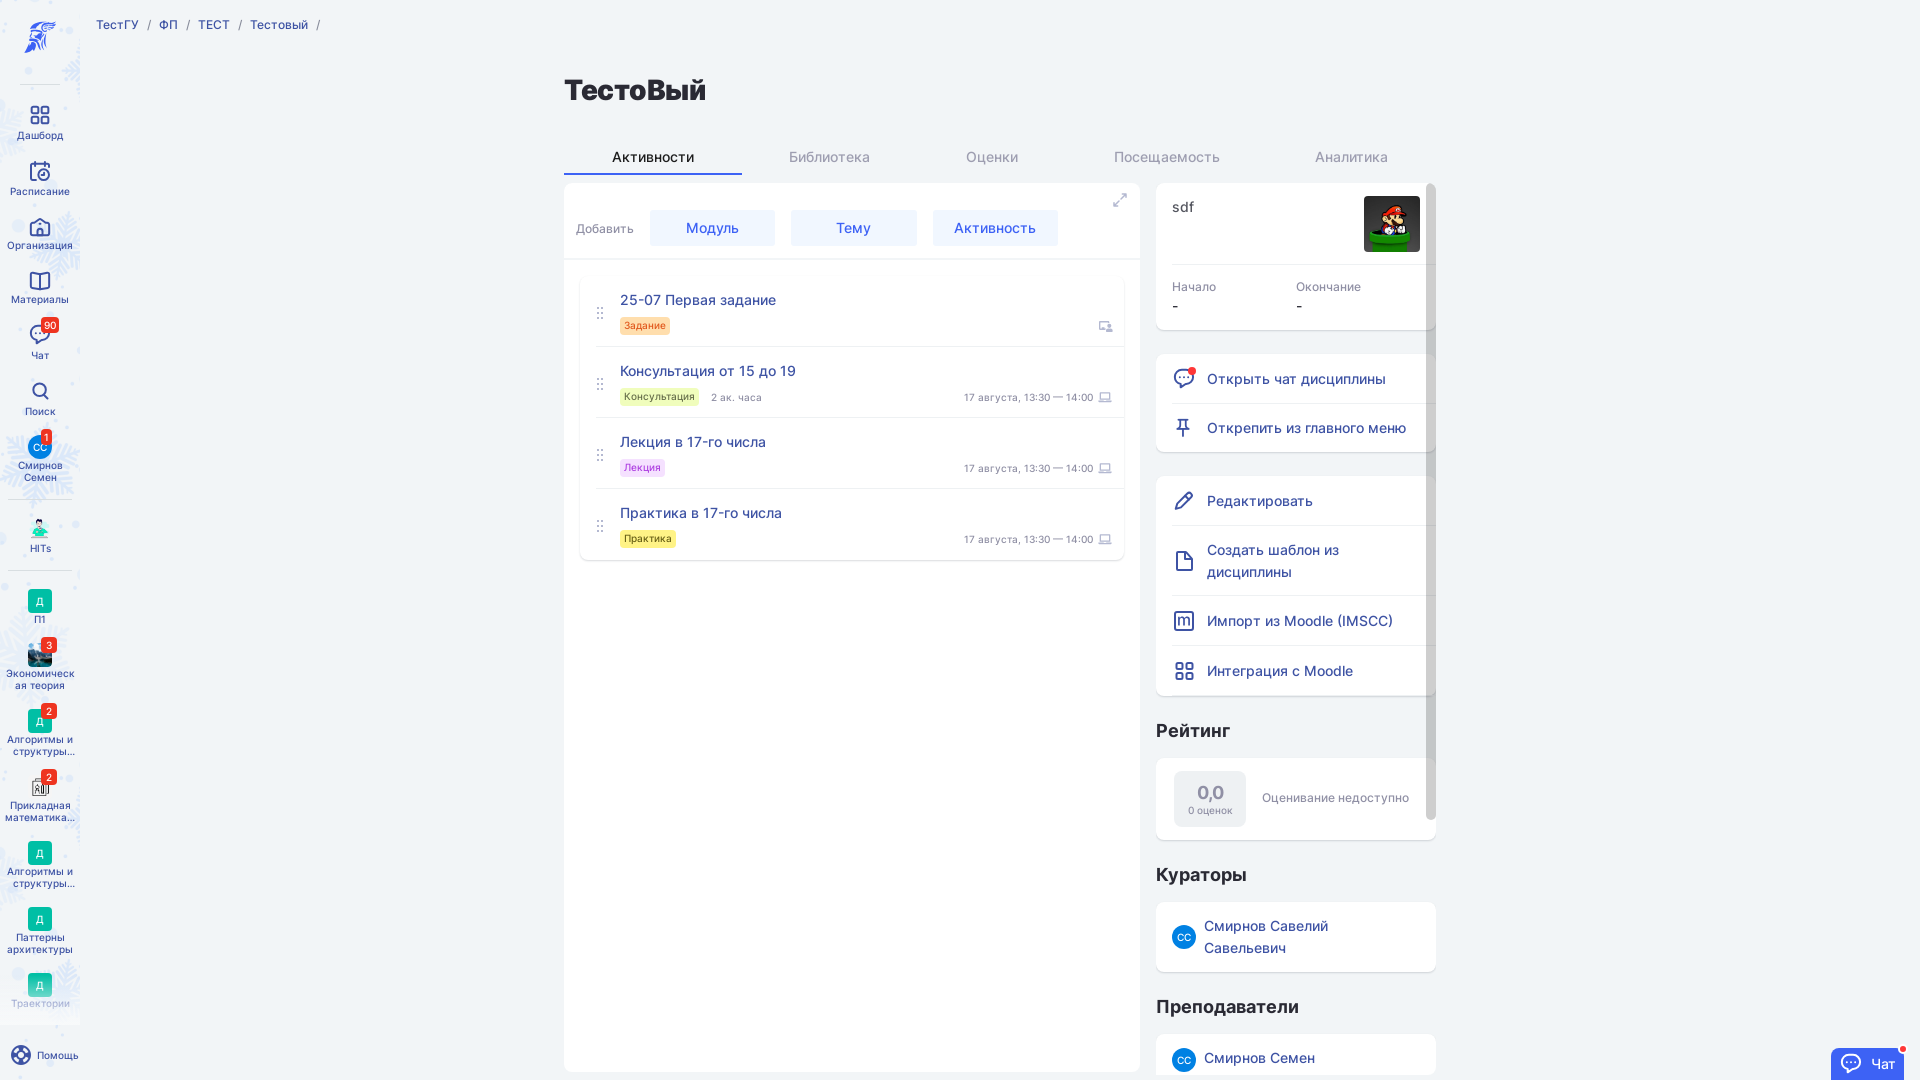 ТестГУ / ФП / ТЕСТ / Тестовый /
Дашборд
Расписание
Организация
Материалы
90
Чат
Поиск
СС
1
Смирнов
Семен
HITs
Д
П1
3
Экономическ
ая теория
Д
2
Алгоритмы и
структуры...
2
Прикладная
математика...
Д
Алгоритмы и
структуры...
Д
Паттерны
архитектуры
Д
Траектории
Помощь
ТестоВый
Активности
Библиотека
Оценки
Посещаемость
Аналитика
Добавить
Модуль
Тему
Активность
25-07 Первая задание
Задание
Консультация от 15 до 19
Консультация 2 ак. часа 17 августа, 13:30 — 14:00
Лекция в 17-го числа
Лекция 17 августа, 13:30 — 14:00
Практика в 17-го числа
Практика 17 августа, 13:30 — 14:00
sdf
Начало Окончание
- -
Открыть чат дисциплины
Открепить из главного меню
Редактировать
Создать шаблон из
дисциплины
m Импорт из Moodle (IMSCC)
Интеграция с Moodle
Рейтинг
0,0
0 оценок
Оценивание недоступно
Кураторы
СС
Смирнов Савелий
Савельевич
Преподаватели
СС
Смирнов Семен
Чат